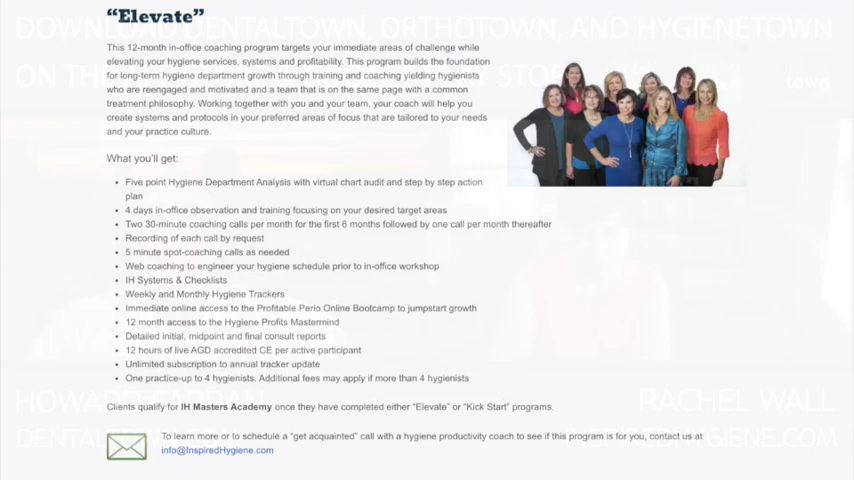 DOWNLOAD DENTALTOWN, ORTHOTOWN, AND HYGIENETOWN
“Elevate”
This 12-month in-office coaching program targets your immediate areas of challenge while
elevating your hygiene services, systems and profitability. This program builds the foundation
for long-term hygiene department growth through training and coaching yielding hygienists
who are reengaged and motivated and a team that is on the same page with a common
treatment philosophy. Working together with you and your team, your coach will help you
create systems and protocols in your preferred areas of focus that are tailored to your needs
and your practice culture.
town
What you’ll get:
• Five point Hygiene Department Analysis with virtual chart audit and step by step action
plan
• 4 days in-office observation and training focusing on your desired target areas
• Two 30-minute coaching calls per month for the first 6 months followed by one call per month thereafter
• Recording of each call by request
• 5 minute spot-coaching calls as needed
• Web coaching to engineer your hygiene schedule prior to in-office workshop
• IH Systems & Checklists
• Weekly and Monthly Hygiene Trackers
• Immediate online access to the Profitable Perio Online Bootcamp to jumpstart growth
• 12 month access to the Hygiene Profits Mastermind
• Detailed initial, midpoint and final consult reports
• 12 hours of live AGD accredited CE per active participant
• Unlimited subscription to annual tracker update
• One practice-up to 4 hygienists. Additional fees may apply if more than 4 hygienists
HOWARD FARRAN
RACHEL WALL
Clients qualify for IH Masters Academy once they have completed either “Elevate” or “Kick Start” programs.
INSPIREDHYGIENE.COM
To learn more or to schedule a “get acquainted” call with a hygiene productivity coach to see if this program is for you, contact us at
info@InspiredHygiene.com